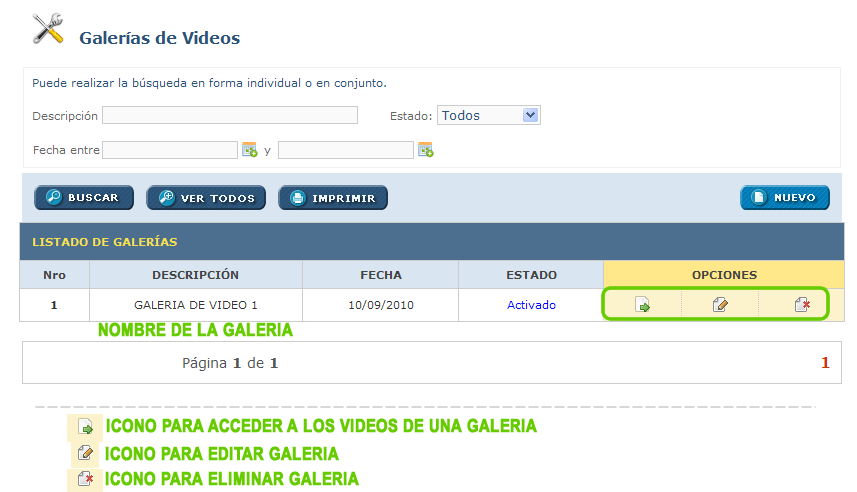 Galerías de Videos
Puede realizar la búsqueda en forma individual o en conjunto.
Descripción Estado: Todos
Fecha entre y
BUSCAR VER TODOS IMPRIMIR NUEVO
LISTADO DE GALERÍAS
Nro DESCRIPCIÓN FECHA ESTADO OPCIONES
1 GALERIA DE VIDEO 1 10/09/2010 Activado
NOMBRE DE LA GALERIA
Página 1 de 1 1
ICONO PARA ACCEDER A LOS VIDEOS DE UNA GALERIA
ICONO PARA EDITAR GALERIA
ICONO PARA ELIMINAR GALERIA